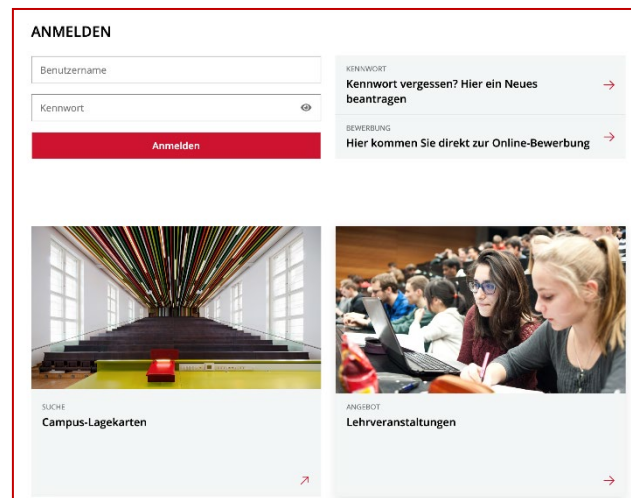 ANMELDEN
Benutzername
Kennwort
Anmelden
KENNWORT
Kennwort vergessen? Hier ein Neues
beantragen
BEWERBUNG
Hier kommen Sie direkt zur Online-Bewerbung
SUCHE
Campus-Lagekarten
ANGEBOT
Lehrveranstaltungen